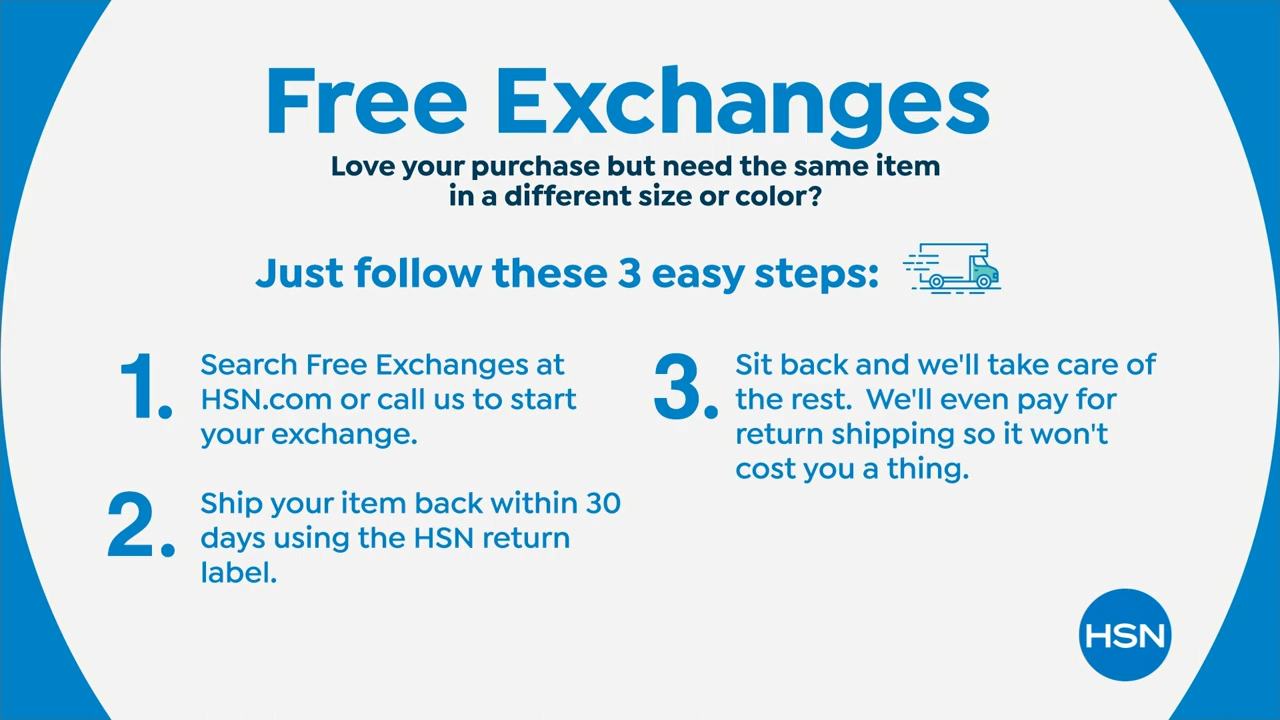 Free Exchanges
Love your purchase but need the same item
in a different size or color?
Just follow these 3 easy steps:
1. Search Free Exchanges at
HSN.com or call us to start
your exchange.
2. Ship your item back within 30
days using the HSN return
label.
3. Sit back and we'll take care of
the rest.  We'll even pay for
return shipping so it won't
cost you a thing.
HSN